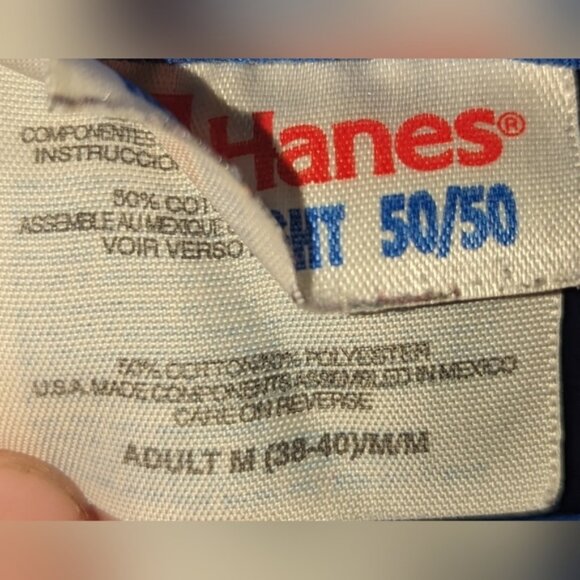 Hanes®
GHT 50/50
COMPONENTES
INSTRUCCIO
50% COT
ASSEMBLE AU MEXIQUE
VOIR VERSO
50% COTTON/50% POLYESTER
U.S.A. MADE COMPONENTS ASSEMBLED IN MEXICO
CARE ON REVERSE
ADULT M (38-40)/M/M